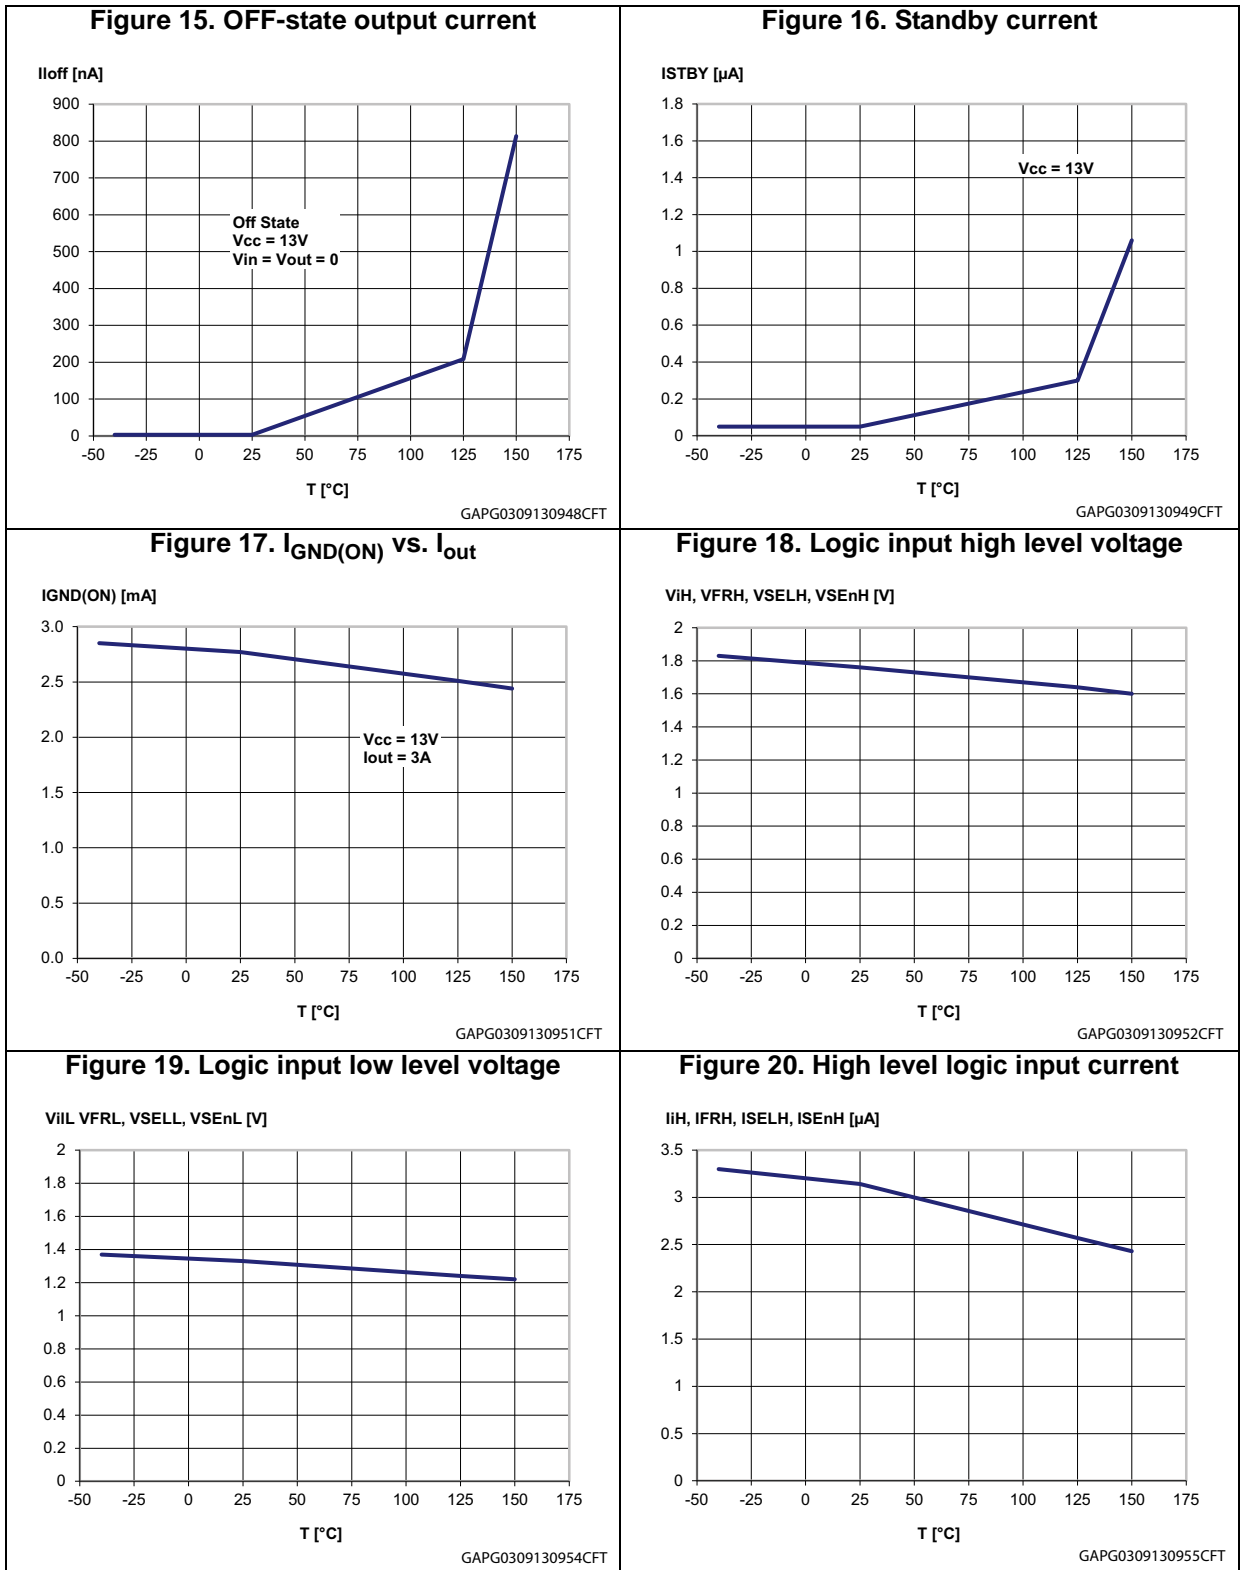 Figure 15. OFF-state output current
Iloff [nA]
900
800
700
600
500
400
300
200
100
0
Off State
Vcc = 13V
Vin = Vout = 0
-50 -25 0 25 50 75 100 125 150 175
T [°C]
GAPG0309130948CFT
Figure 16. Standby current
ISTBY [µA]
1.8
1.6
1.4
1.2
1
0.8
0.6
0.4
0.2
0
Vcc = 13V
-50 -25 0 25 50 75 100 125 150 175
T [°C]
GAPG0309130949CFT
Figure 17. IGND(ON) vs. Iout
IGND(ON) [mA]
3.0
2.5
2.0
1.5
1.0
0.5
0.0
Vcc = 13V
Iout = 3A
-50 -25 0 25 50 75 100 125 150 175
T [°C]
GAPG0309130951CFT
Figure 18. Logic input high level voltage
ViH, VFRH, VSELH, VSEnH [V]
2
1.8
1.6
1.4
1.2
1
0.8
0.6
0.4
0.2
0
-50 -25 0 25 50 75 100 125 150 175
T [°C]
GAPG0309130952CFT
Figure 19. Logic input low level voltage
VilL VFRL, VSELL, VSEnL [V]
2
1.8
1.6
1.4
1.2
1
0.8
0.6
0.4
0.2
0
-50 -25 0 25 50 75 100 125 150 175
T [°C]
GAPG0309130954CFT
Figure 20. High level logic input current
IiH, IFRH, ISELH, ISEnH [µA]
3.5
3
2.5
2
1.5
1
0.5
0
-50 -25 0 25 50 75 100 125 150 175
T [°C]
GAPG0309130955CFT